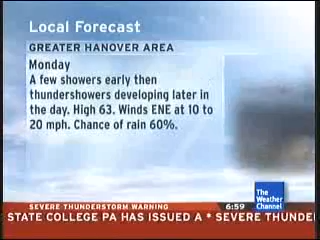 Local Forecast
GREATER HANOVER AREA
Monday
A few showers early then
thundershowers developing later in
the day. High 63. Winds ENE at 10 to
20 mph. Chance of rain 60%.
The
Weather
Channel
SEVERE THUNDERSTORM WARNING 6:59
STATE COLLEGE PA HAS ISSUED A * SEVERE THUNDER